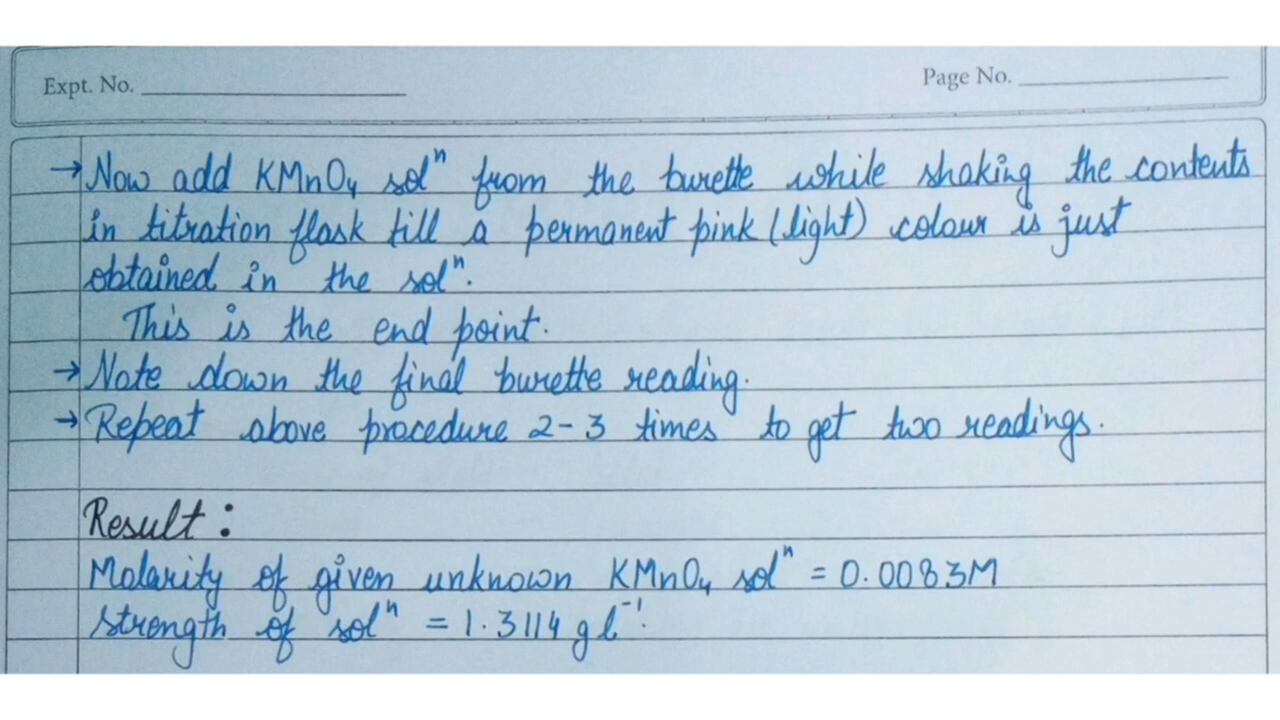 Expt. No.
Page No.
→ Now add KMnO₄ solⁿ from the burette while shaking the contents
in titration flask till a permanent pink (light) colour is just
obtained in the solⁿ.
This is the end point.
→ Note down the final burette reading.
→ Repeat above procedure 2-3 times to get two readings.
Result :
Molarity of given unknown KMnO₄ solⁿ = 0.0083M
Strength of solⁿ = 1.3114 g l⁻¹.